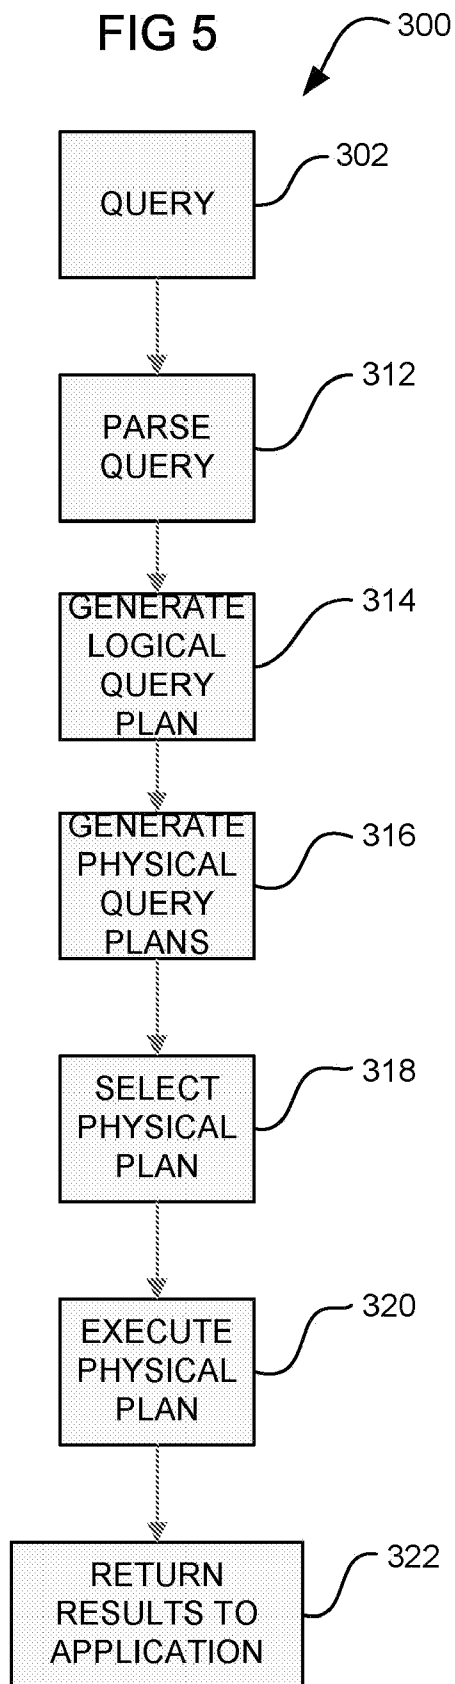 FIG 5
300
QUERY
302
PARSE
QUERY
312
GENERATE
LOGICAL
QUERY
PLAN
314
GENERATE
PHYSICAL
QUERY
PLANS
316
SELECT
PHYSICAL
PLAN
318
EXECUTE
PHYSICAL
PLAN
320
RETURN
RESULTS TO
APPLICATION
322